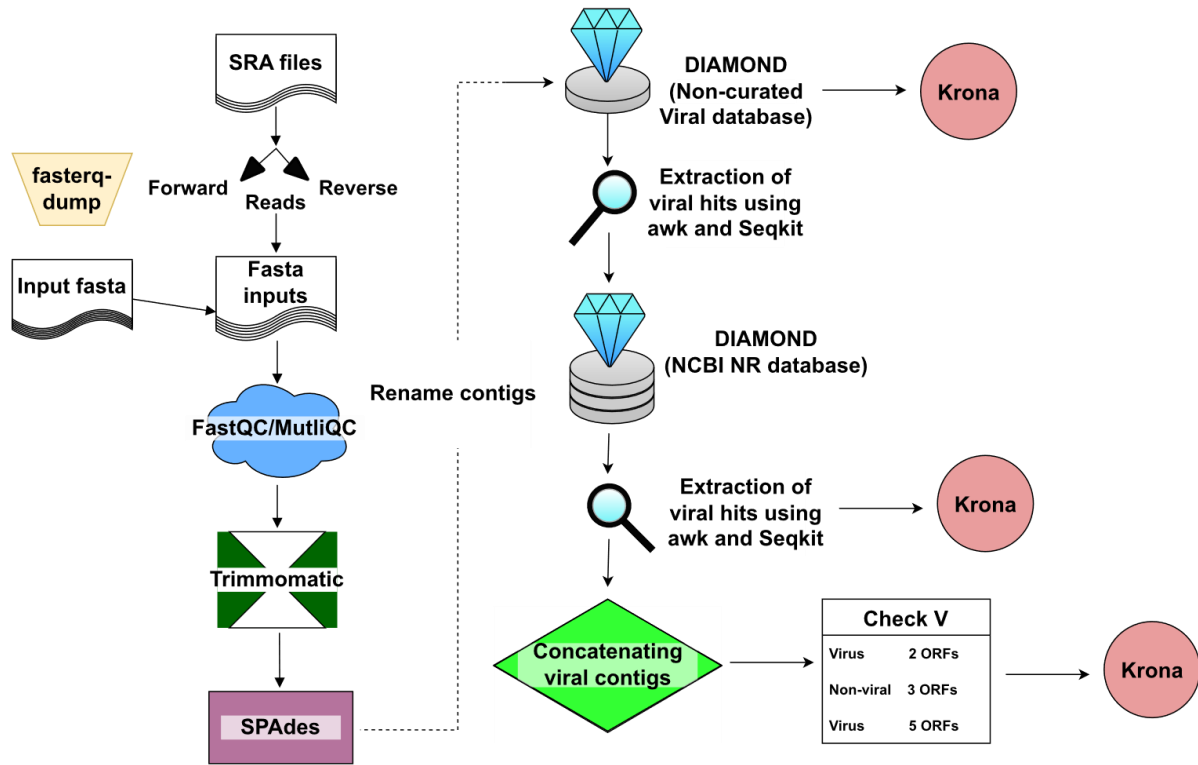 SRA files
fasterq-
dump
Forward
Reverse
Reads
Input fasta
Fasta
inputs
FastQC/MutliQC
Trimmomatic
SPAdes
Rename contigs
DIAMOND
(Non-curated
Viral database)
Krona
Extraction of
viral hits using
awk and Seqkit
DIAMOND
(NCBI NR database)
Extraction of
viral hits using
awk and Seqkit
Krona
Concatenating
viral contigs
Check V
Virus 2 ORFs
Non-viral 3 ORFs
Virus 5 ORFs
Krona